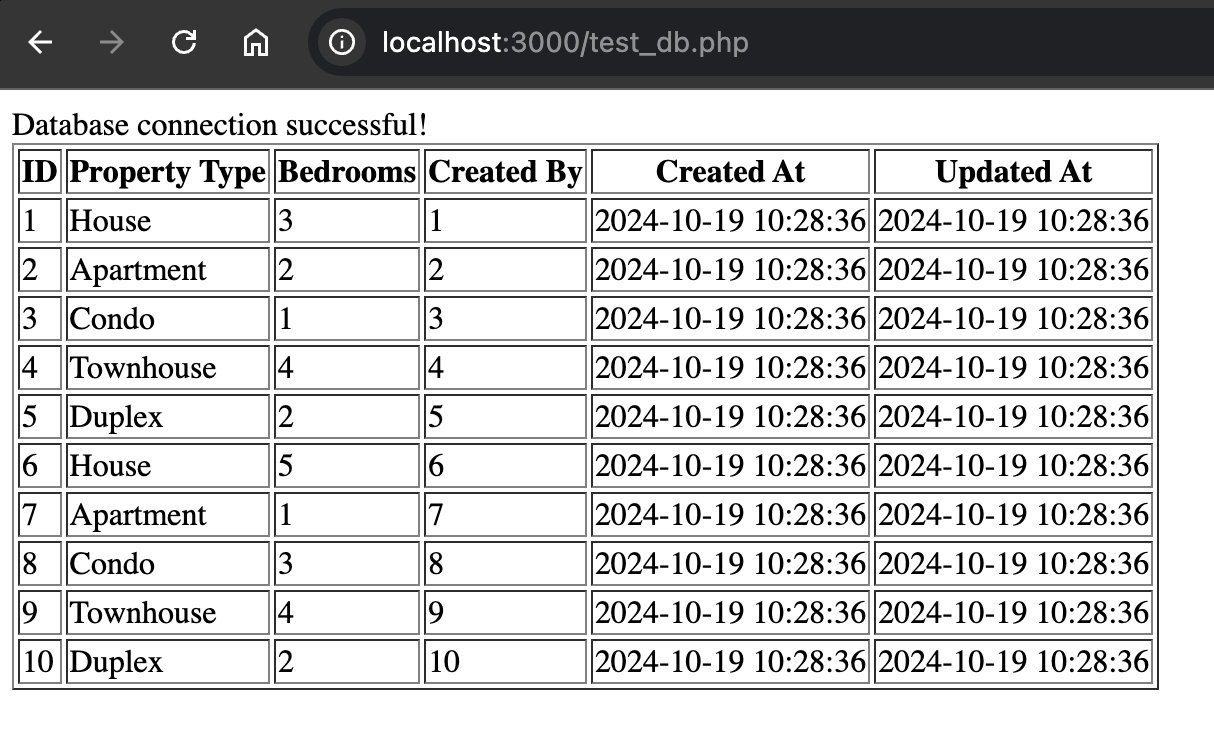 localhost:3000/test_db.php
Database connection successful!
ID Property Type Bedrooms Created By Created At Updated At
1 House 3 1 2024-10-19 10:28:36 2024-10-19 10:28:36
2 Apartment 2 2 2024-10-19 10:28:36 2024-10-19 10:28:36
3 Condo 1 3 2024-10-19 10:28:36 2024-10-19 10:28:36
4 Townhouse 4 4 2024-10-19 10:28:36 2024-10-19 10:28:36
5 Duplex 2 5 2024-10-19 10:28:36 2024-10-19 10:28:36
6 House 5 6 2024-10-19 10:28:36 2024-10-19 10:28:36
7 Apartment 1 7 2024-10-19 10:28:36 2024-10-19 10:28:36
8 Condo 3 8 2024-10-19 10:28:36 2024-10-19 10:28:36
9 Townhouse 4 9 2024-10-19 10:28:36 2024-10-19 10:28:36
10 Duplex 2 10 2024-10-19 10:28:36 2024-10-19 10:28:36